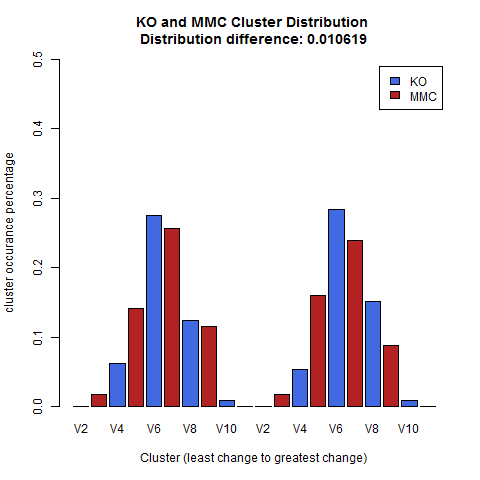 KO and MMC Cluster Distribution
Distribution difference: 0.010619
KO
MMC
cluster occurance percentage
0.5
0.4
0.3
0.2
0.1
0.0
V2 V4 V6 V8 V10 V2 V4 V6 V8 V10
Cluster (least change to greatest change)